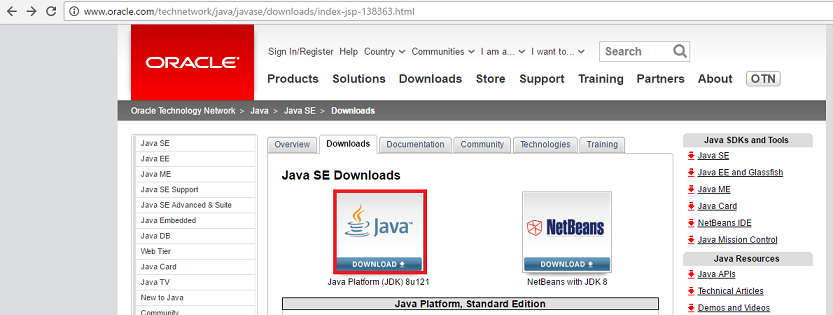 www.oracle.com/technetwork/java/javase/downloads/index-jsp-138363.html
ORACLE®
Sign In/Register Help Country Communities I am a... I want to... Search
Products Solutions Downloads Store Support Training Partners About OTN
Oracle Technology Network > Java > Java SE > Downloads
Java SE
Java EE
Java ME
Java SE Support
Java SE Advanced & Suite
Java Embedded
Java DB
Web Tier
Java Card
Java TV
New to Java
Community
Overview Downloads Documentation Community Technologies Training
Java SE Downloads
Java™
DOWNLOAD
Java Platform (JDK) 8u121
NetBeans
DOWNLOAD
NetBeans with JDK 8
Java Platform, Standard Edition
Java SDKs and Tools
Java SE
Java EE and Glassfish
Java ME
Java Card
NetBeans IDE
Java Mission Control
Java Resources
Java APIs
Technical Articles
Demos and Videos